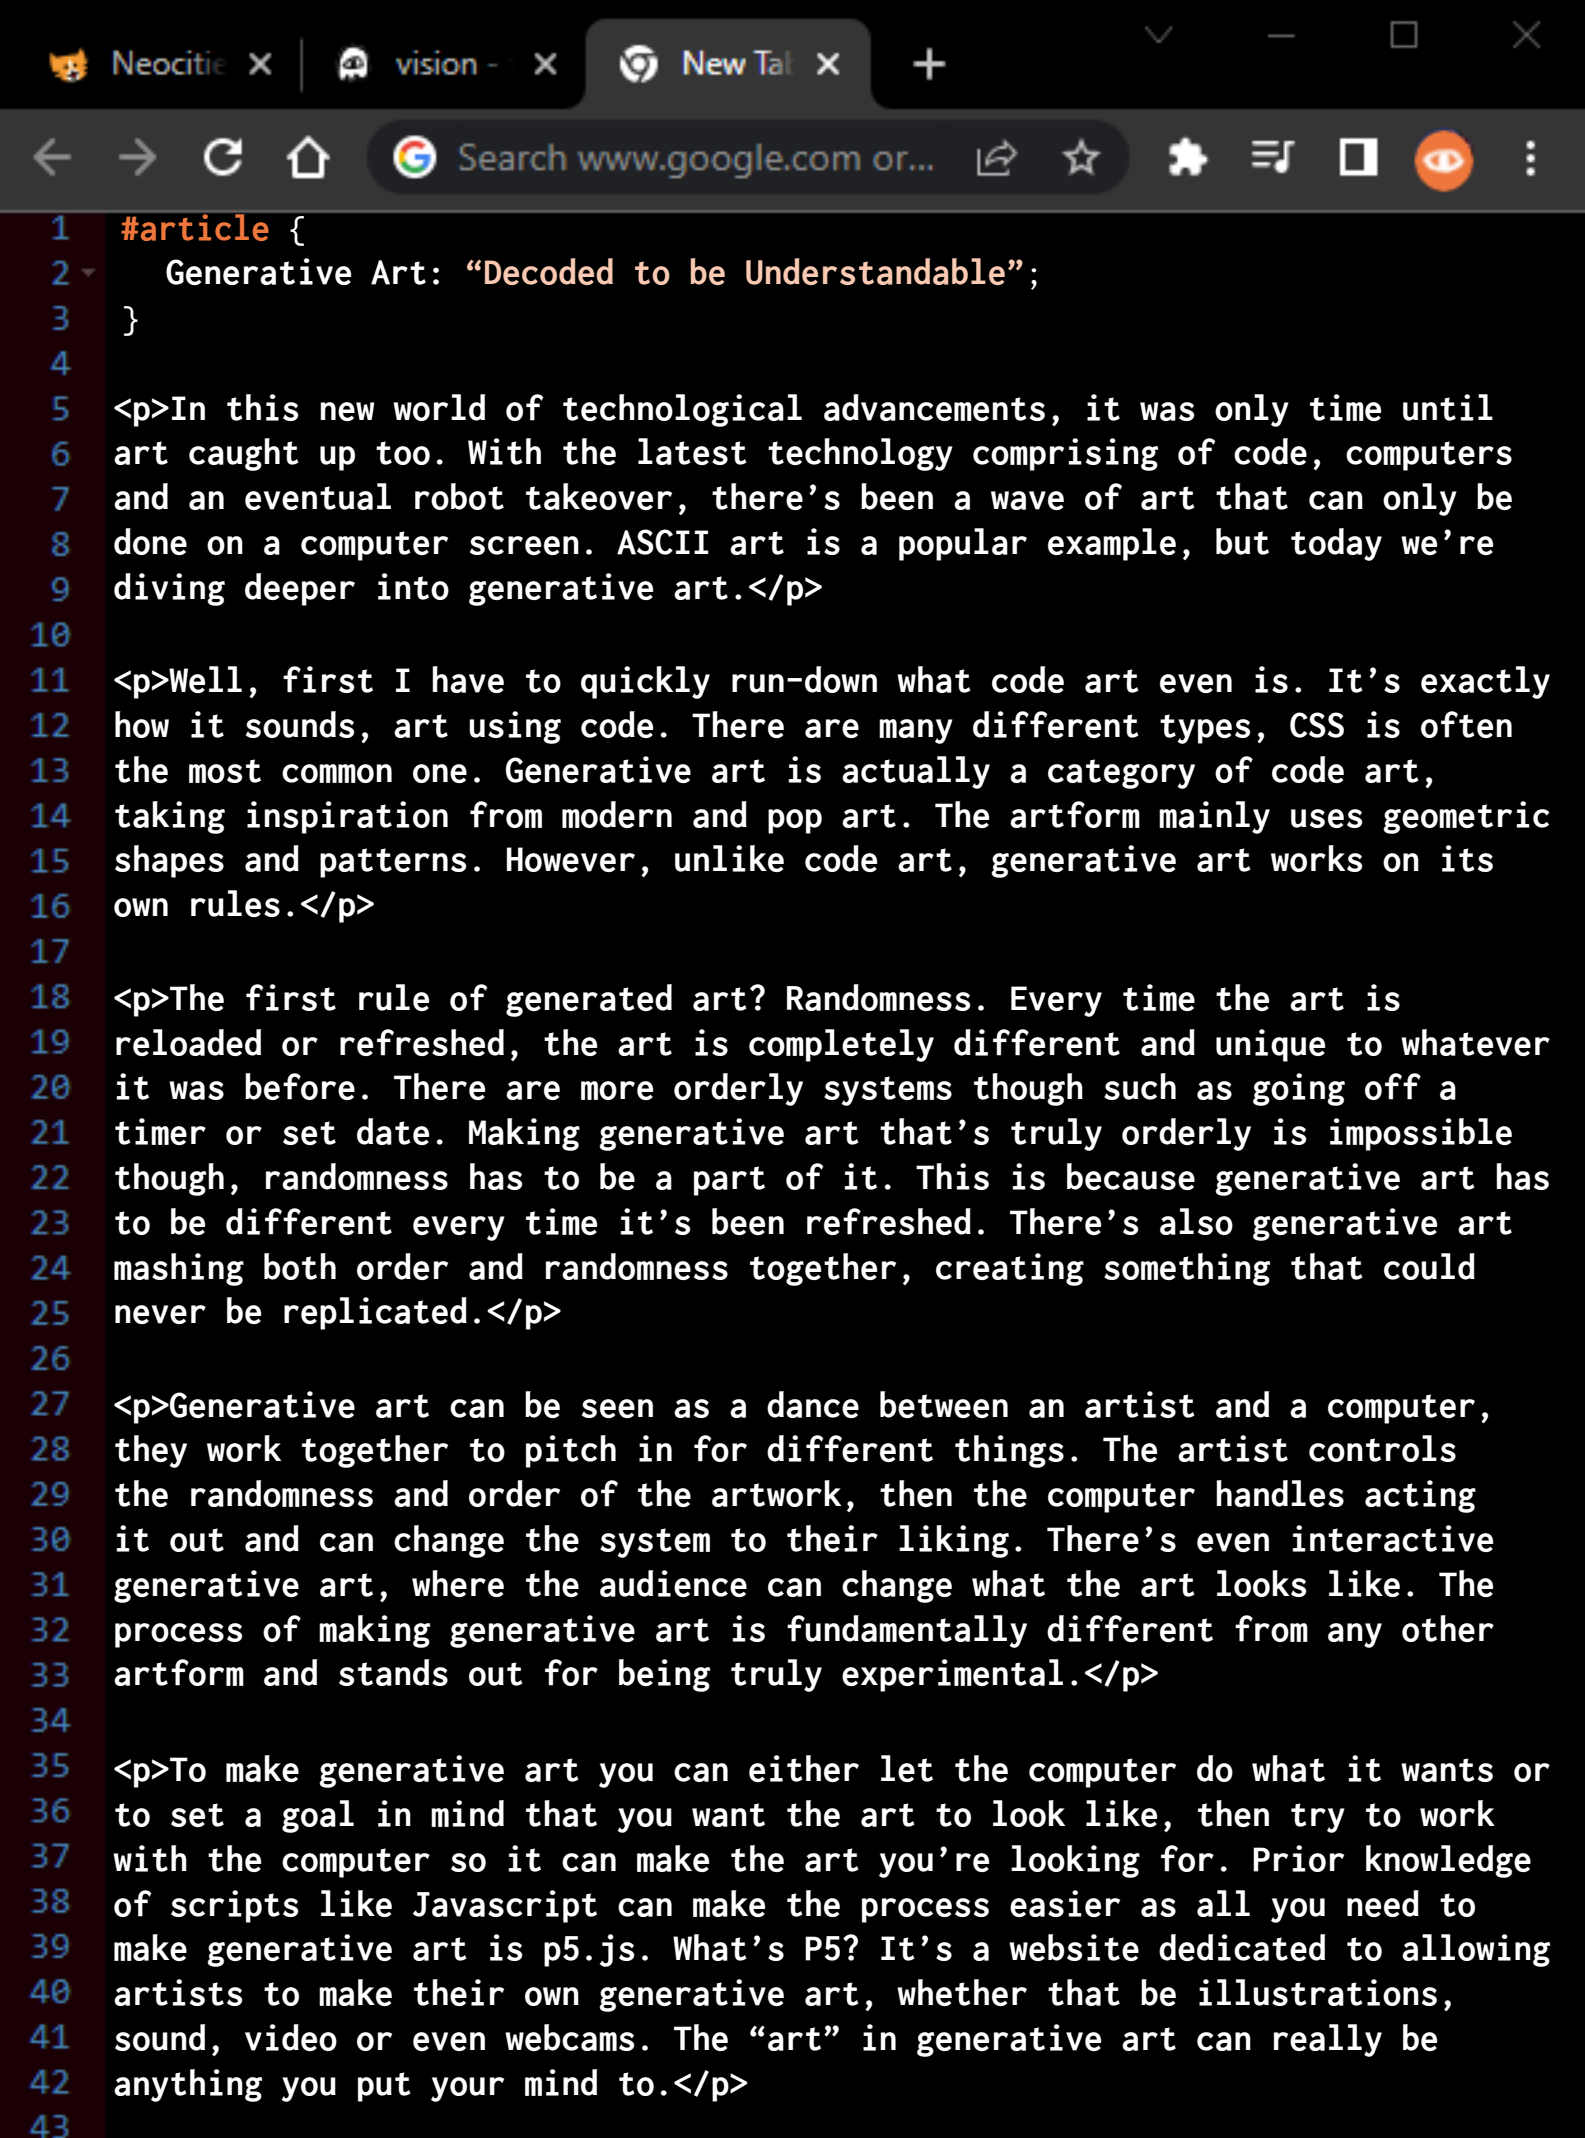 Neocitie
vision -
New Tab
Search www.google.com or...
1 #article {
2 Generative Art: “Decoded to be Understandable”;
3 }
4
5 <p>In this new world of technological advancements, it was only time until
6 art caught up too. With the latest technology comprising of code, computers
7 and an eventual robot takeover, there’s been a wave of art that can only be
8 done on a computer screen. ASCII art is a popular example, but today we’re
9 diving deeper into generative art.</p>
10
11 <p>Well, first I have to quickly run-down what code art even is. It’s exactly
12 how it sounds, art using code. There are many different types, CSS is often
13 the most common one. Generative art is actually a category of code art,
14 taking inspiration from modern and pop art. The artform mainly uses geometric
15 shapes and patterns. However, unlike code art, generative art works on its
16 own rules.</p>
17
18 <p>The first rule of generated art? Randomness. Every time the art is
19 reloaded or refreshed, the art is completely different and unique to whatever
20 it was before. There are more orderly systems though such as going off a
21 timer or set date. Making generative art that’s truly orderly is impossible
22 though, randomness has to be a part of it. This is because generative art has
23 to be different every time it’s been refreshed. There’s also generative art
24 mashing both order and randomness together, creating something that could
25 never be replicated.</p>
26
27 <p>Generative art can be seen as a dance between an artist and a computer,
28 they work together to pitch in for different things. The artist controls
29 the randomness and order of the artwork, then the computer handles acting
30 it out and can change the system to their liking. There’s even interactive
31 generative art, where the audience can change what the art looks like. The
32 process of making generative art is fundamentally different from any other
33 artform and stands out for being truly experimental.</p>
34
35 <p>To make generative art you can either let the computer do what it wants or
36 to set a goal in mind that you want the art to look like, then try to work
37 with the computer so it can make the art you’re looking for. Prior knowledge
38 of scripts like Javascript can make the process easier as all you need to
39 make generative art is p5.js. What’s P5? It’s a website dedicated to allowing
40 artists to make their own generative art, whether that be illustrations,
41 sound, video or even webcams. The “art” in generative art can really be
42 anything you put your mind to.</p>
43